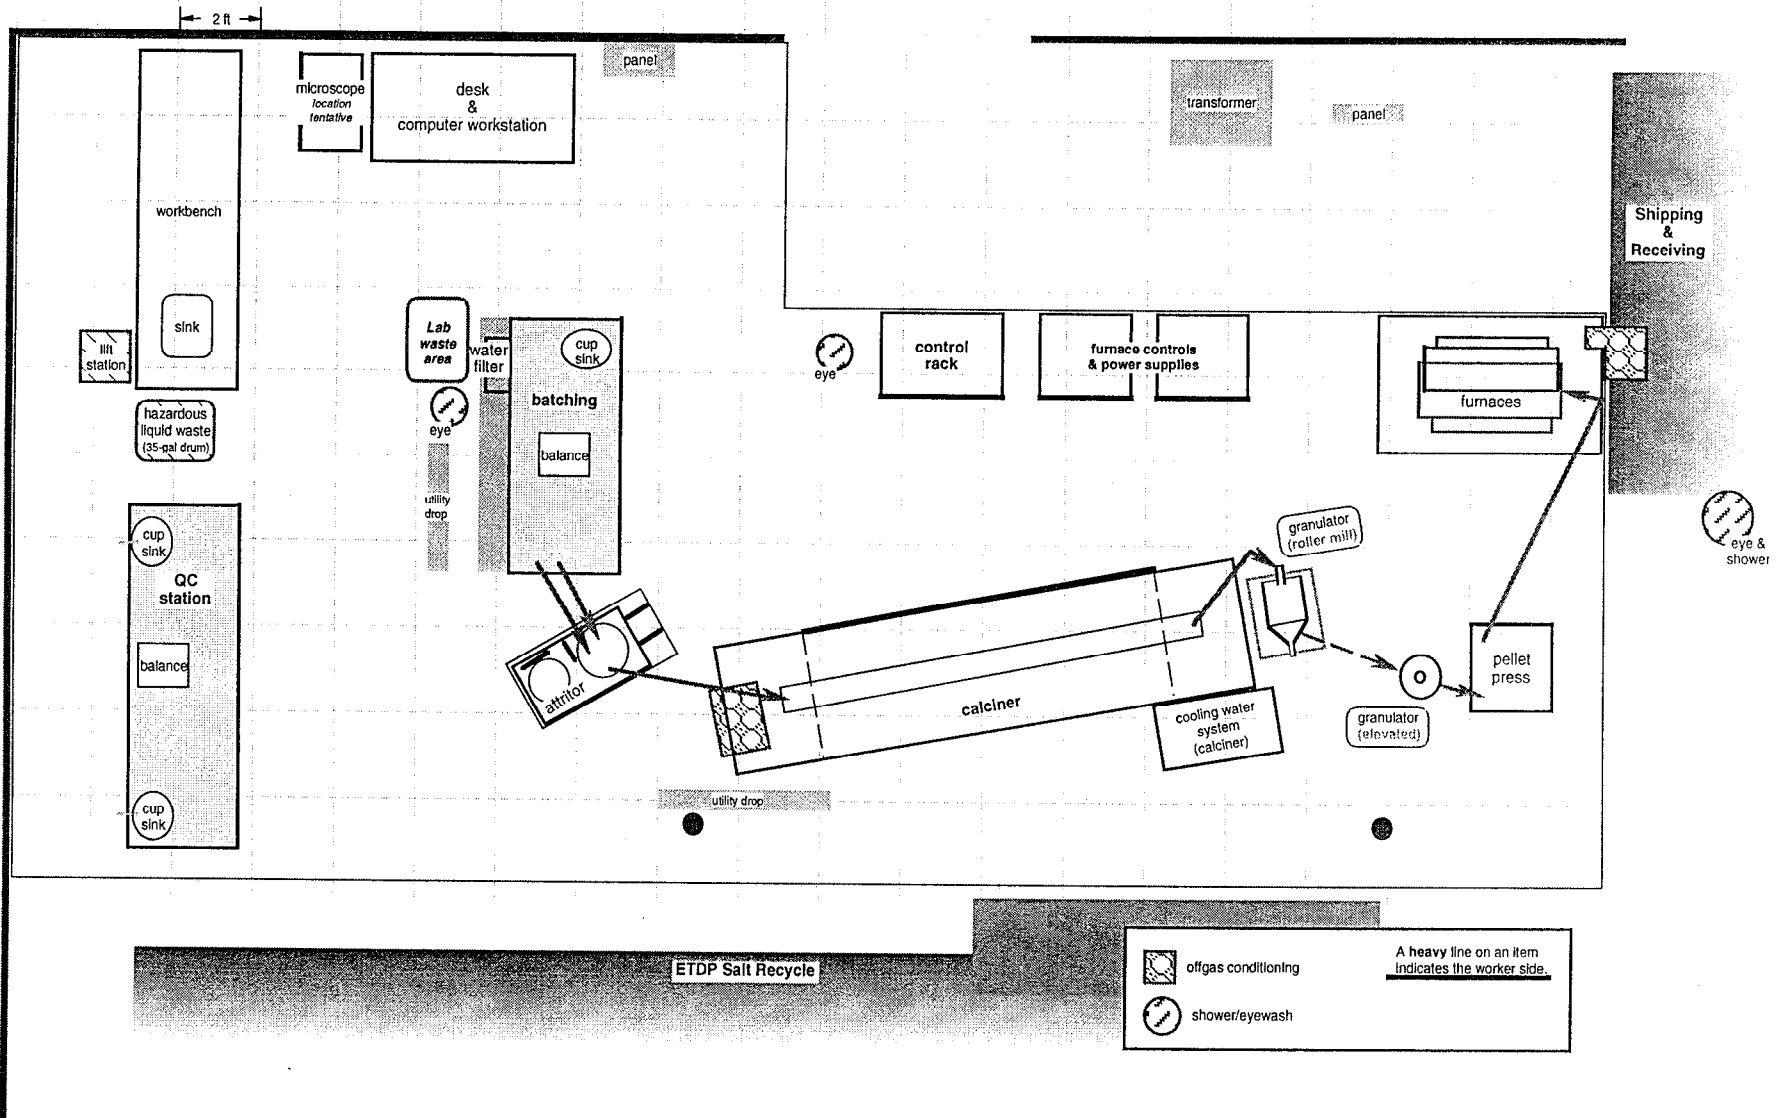 2 ft
panel
microscope
location
tentative
desk
&
computer workstation
transformer
panel
workbench
Shipping
&
Receiving
sink
lift
station
Lab
waste
area
water
filter
cup
sink
eye
control
rack
furnace controls
& power supplies
furnaces
batching
hazardous
liquid waste
(35-gal drum)
eye
balance
utility
drop
cup
sink
QC
station
granulator
(roller mill)
eye &
shower
balance
attritor
calciner
cooling water
system
(calciner)
pellet
press
granulator
(elevated)
utility drop
cup
sink
ETDP Salt Recycle
offgas conditioning
shower/eyewash
A heavy line on an item
indicates the worker side.